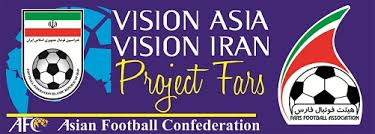 VISION ASIA
VISION IRAN
Project Fars
هیئت فوتبال فارس
FARS FOOTBALL ASSOCIATION
AFC Asian Football Confederation